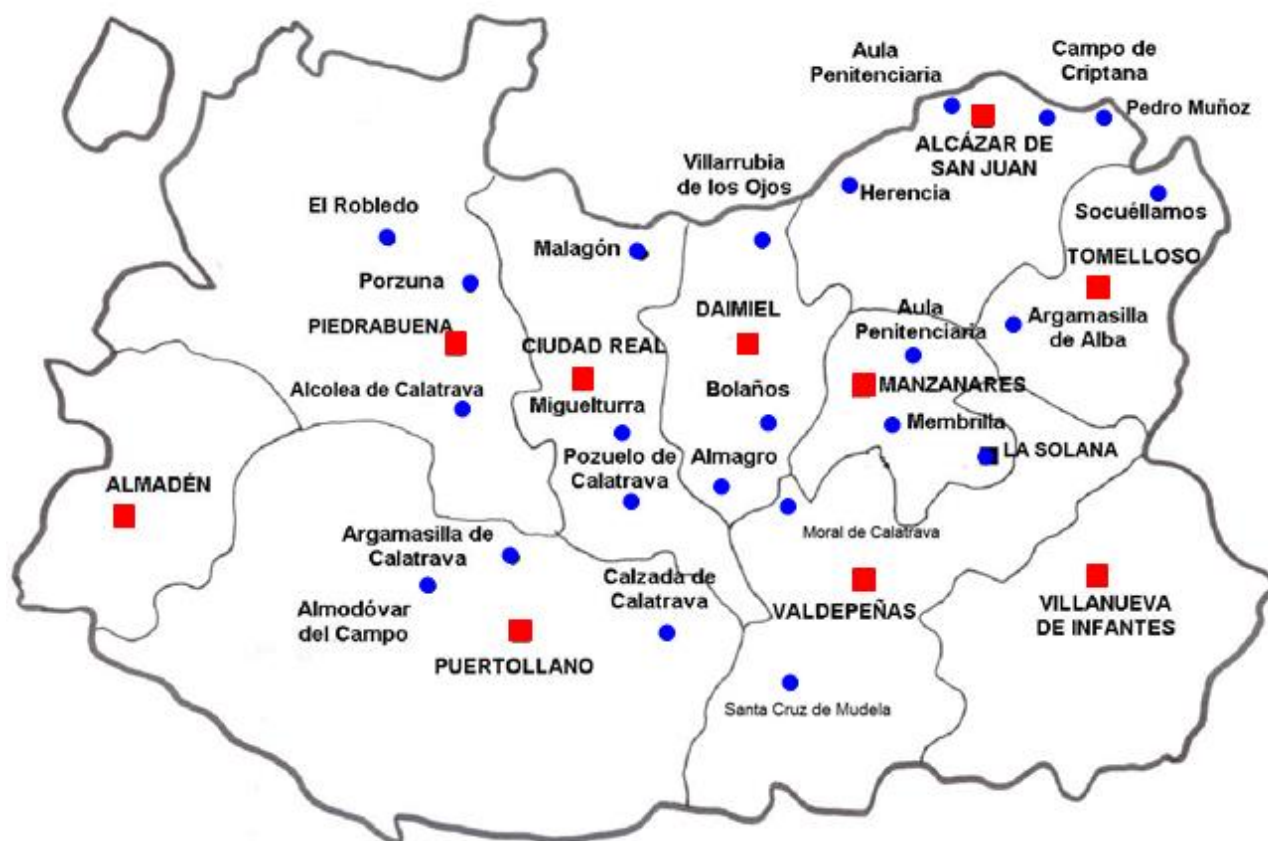 Aula
Penitenciaria
Campo de
Criptana
Pedro Muñoz
ALCÁZAR DE
SAN JUAN
Villarrubia
de los Ojos
Herencia
Socuéllamos
El Robledo
Malagón
TOMELLOSO
Porzuna
DAIMIEL
Aula
Penitenciaria
Argamasilla
de Alba
PIEDRABUENA
CIUDAD REAL
Alcolea de Calatrava
Miguelturra
Bolaños
MANZANARES
Membrilla
Pozuelo de
Calatrava
Almagro
LA SOLANA
ALMADÉN
Argamasilla de
Calatrava
Moral de Calatrava
Calzada de
Calatrava
Almodóvar
del Campo
VALDEPEÑAS
VILLANUEVA
DE INFANTES
PUERTOLLANO
Santa Cruz de Mudela